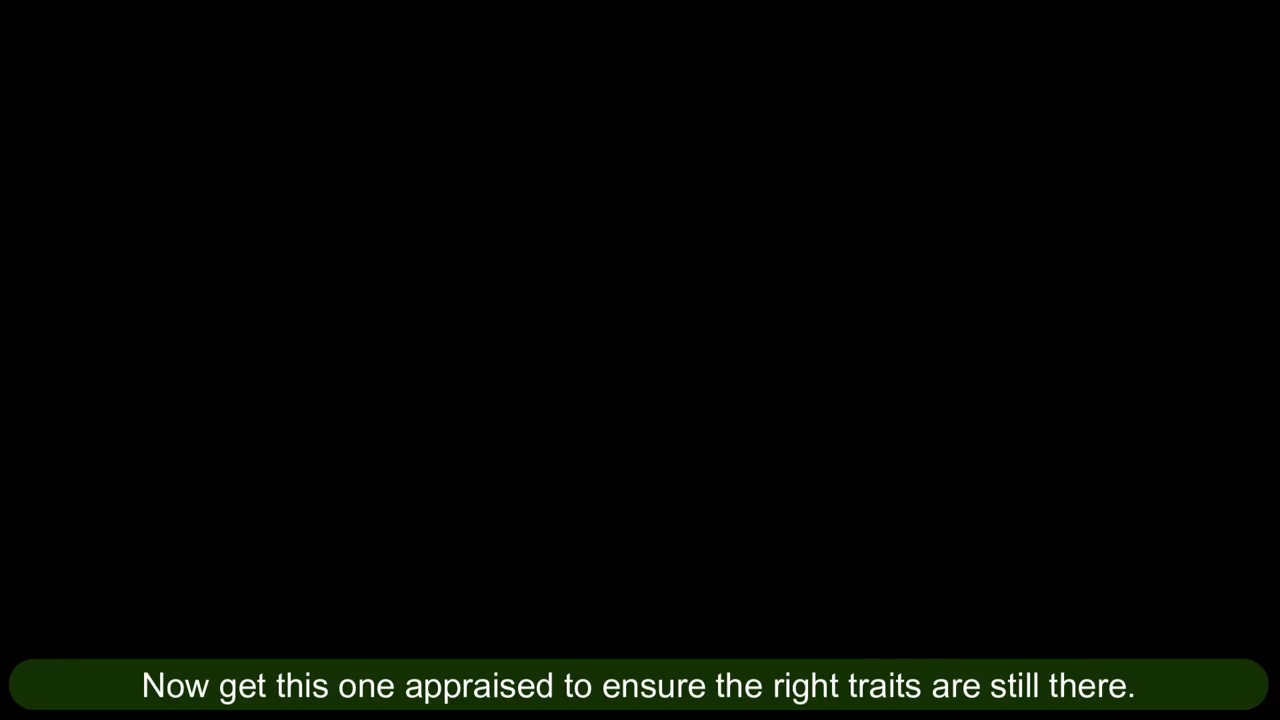 Now get this one appraised to ensure the right traits are still there.